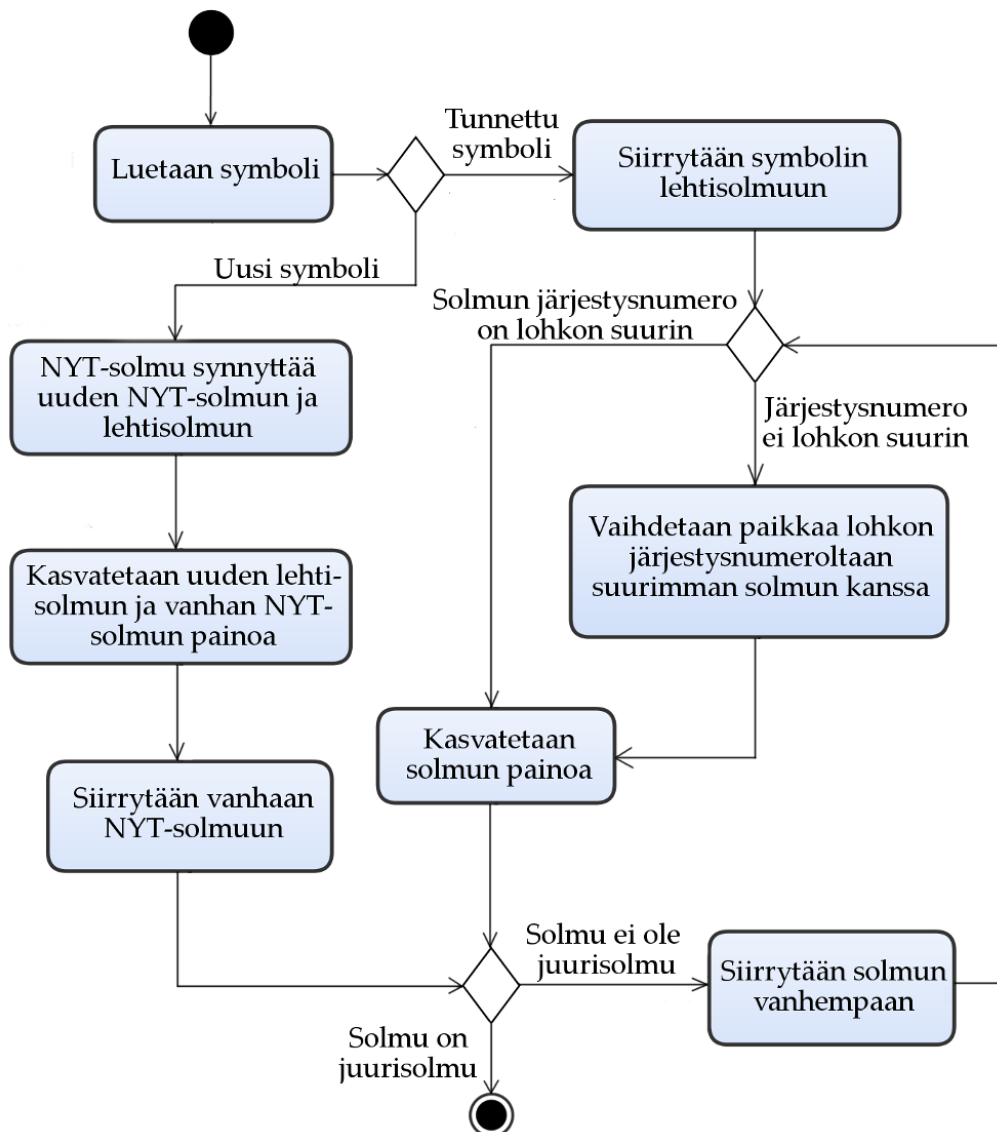 Luetaan symboli
Tunnettu
symboli
Siirrytään symbolin
lehtisolmuun
Uusi symboli
Solmun järjestysnumero
on lohkon suurin
NYT-solmu synnyttää
uuden NYT-solmun ja
lehtisolmun
Järjestysnumero
ei lohkon suurin
Vaihdetaan paikkaa lohkon
järjestysnumeroltaan
suurimman solmun kanssa
Kasvatetaan uuden lehti-
solmun ja vanhan NYT-
solmun painoa
Kasvatetaan
solmun painoa
Siirrytään vanhaan
NYT-solmuun
Solmu ei ole
juurisolmu
Siirrytään solmun
vanhempaan
Solmu on
juurisolmu